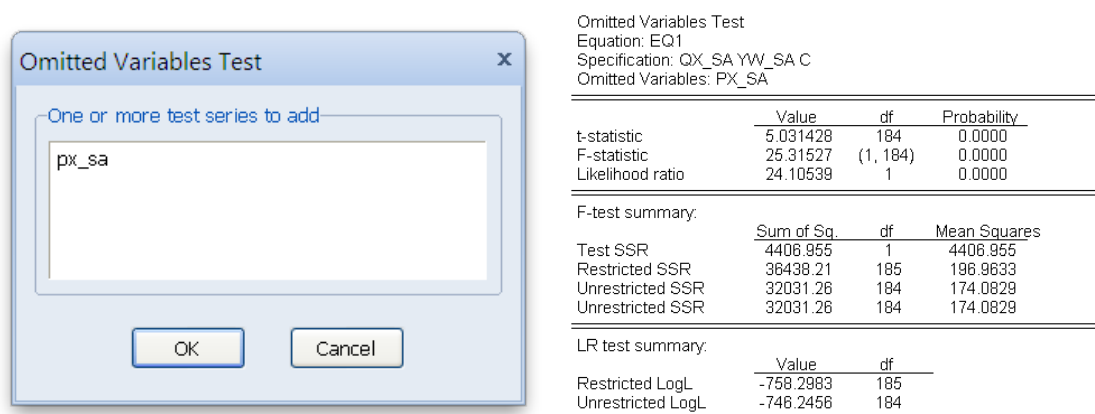 Omitted Variables Test
x
One or more test series to add
px_sa
OK
Cancel
Omitted Variables Test
Equation: EQ1
Specification: QX_SA YW_SA C
Omitted Variables: PX_SA
Value df Probability
t-statistic 5.031428 184 0.0000
F-statistic 25.31527 (1, 184) 0.0000
Likelihood ratio 24.10539 1 0.0000
F-test summary:
Sum of Sq. df Mean Squares
Test SSR 4406.955 1 4406.955
Restricted SSR 36438.21 185 196.9633
Unrestricted SSR 32031.26 184 174.0829
Unrestricted SSR 32031.26 184 174.0829
LR test summary:
Value df
Restricted LogL -758.2983 185
Unrestricted LogL -746.2456 184